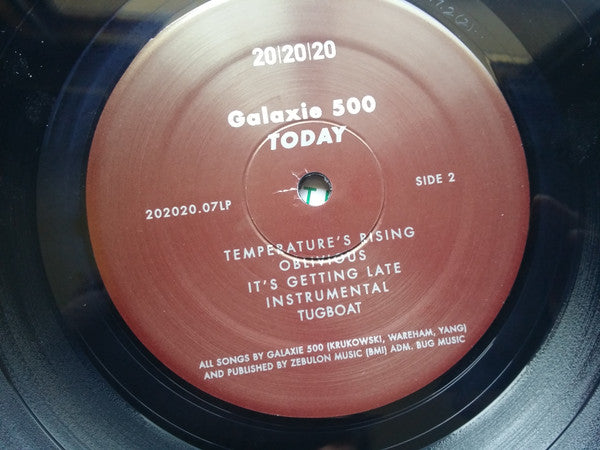 20|20|20
Galaxie 500
TODAY
202020.07LP
SIDE 2
TEMPERATURE'S RISING
OBLIVIOUS
IT'S GETTING LATE
INSTRUMENTAL
TUGBOAT
ALL SONGS BY GALAXIE 500 (KRUKOWSKI, WAREHAM, YANG)
AND PUBLISHED BY ZEBULON MUSIC (BMI) ADM. BUG MUSIC